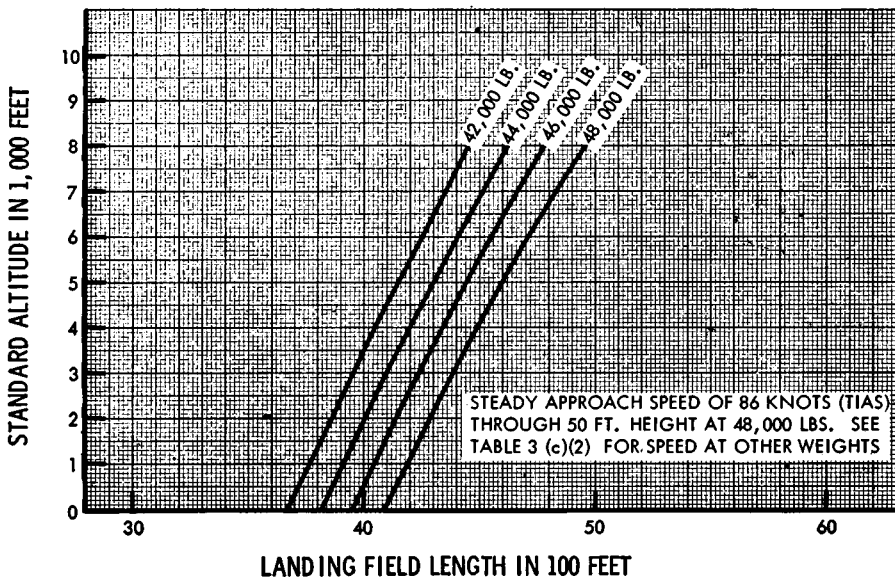 STANDARD ALTITUDE IN 1,000 FEET
10
9
8
7
6
5
4
3
2
1
0
42,000 LB.
44,000 LB.
46,000 LB.
48,000 LB.
STEADY APPROACH SPEED OF 86 KNOTS (TIAS)
THROUGH 50 FT. HEIGHT AT 48,000 LBS. SEE
TABLE 3 (c)(2) FOR SPEED AT OTHER WEIGHTS
30
40
50
60
LANDING FIELD LENGTH IN 100 FEET